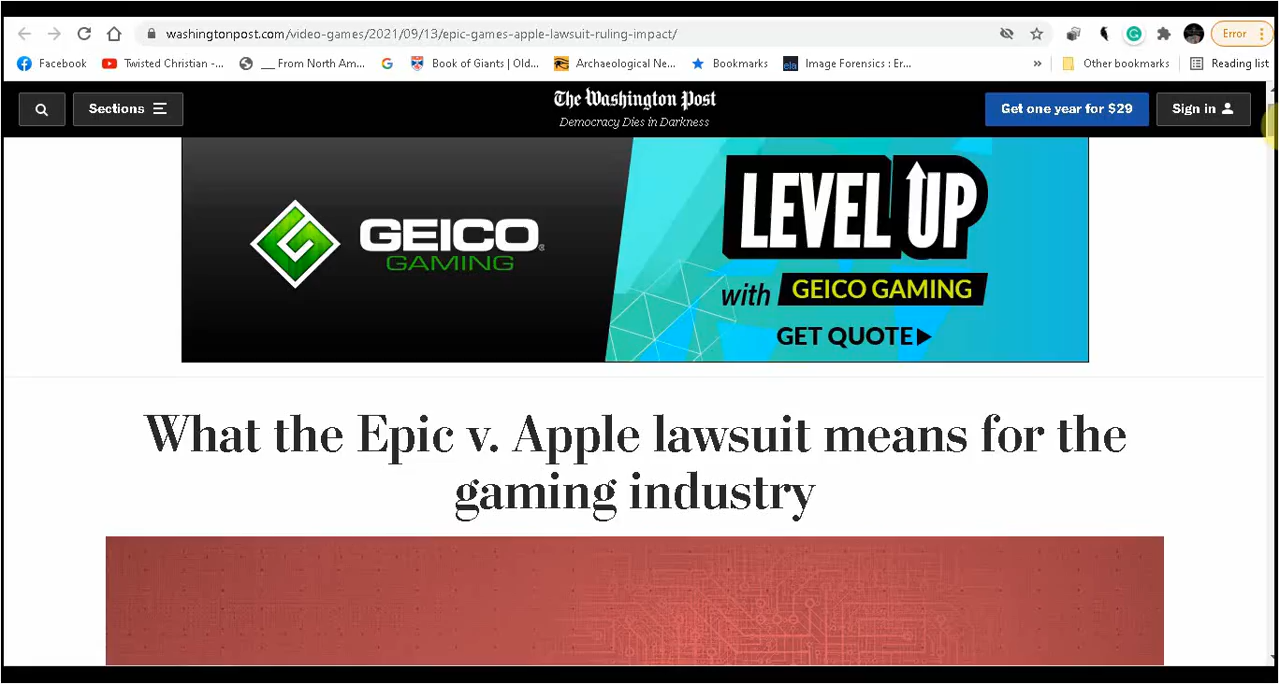 washingtonpost.com/video-games/2021/09/13/epic-games-apple-lawsuit-ruling-impact/
Error
Facebook
Twisted Christian -...
__ From North Am...
Book of Giants | Old...
Archaeological Ne...
Bookmarks
Image Forensics : Er...
»
Other bookmarks
Reading list
Sections
The Washington Post
Democracy Dies in Darkness
Get one year for $29
Sign in
GEICO
GAMING
LEVEL UP
with GEICO GAMING
GET QUOTE
What the Epic v. Apple lawsuit means for the
gaming industry